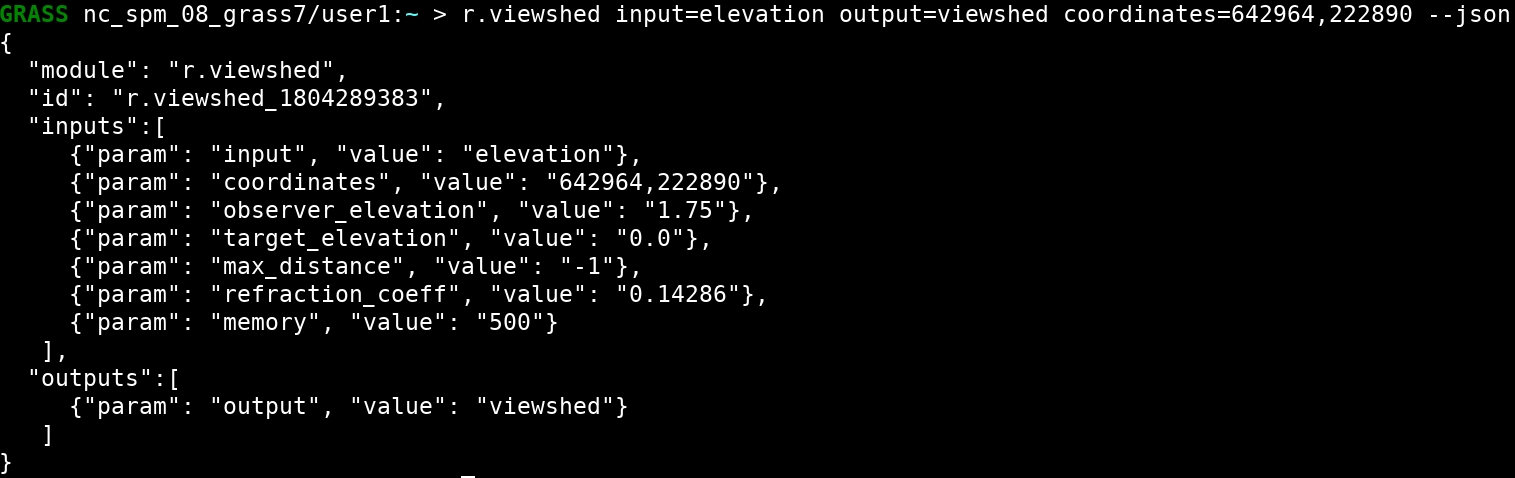 GRASS nc_spm_08_grass7/user1:~ > r.viewshed input=elevation output=viewshed coordinates=642964,222890 --json
{
  "module": "r.viewshed",
  "id": "r.viewshed_1804289383",
  "inputs":[
     {"param": "input", "value": "elevation"},
     {"param": "coordinates", "value": "642964,222890"},
     {"param": "observer_elevation", "value": "1.75"},
     {"param": "target_elevation", "value": "0.0"},
     {"param": "max_distance", "value": "-1"},
     {"param": "refraction_coeff", "value": "0.14286"},
     {"param": "memory", "value": "500"}
   ],
  "outputs":[
     {"param": "output", "value": "viewshed"}
   ]
}